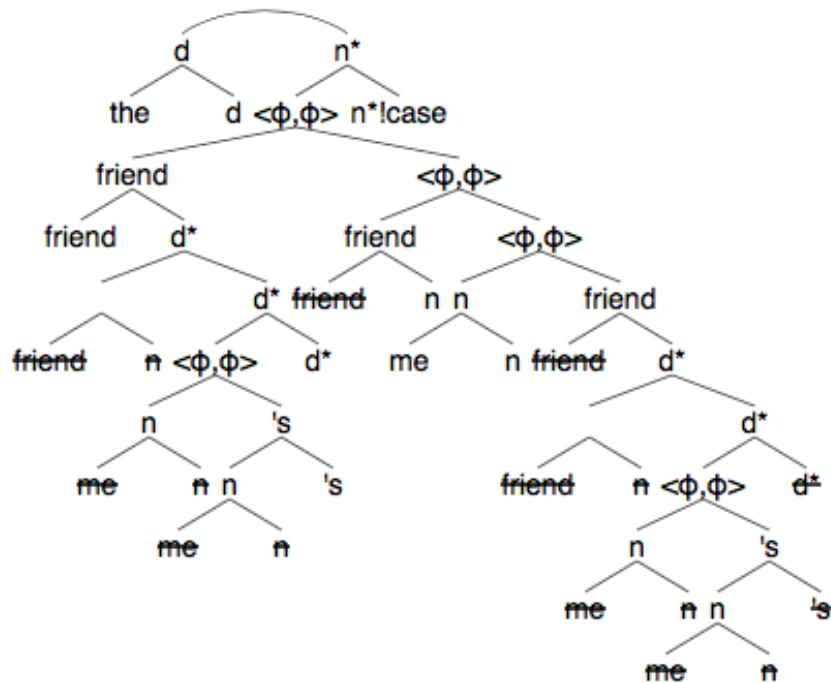 d n*
the d <ϕ,ϕ> n*!case
friend <ϕ,ϕ>
friend d* friend <ϕ,ϕ>
d* friend n n friend
friend n <ϕ,ϕ> d* me n friend d*
n 's d*
me n n 's friend n <ϕ,ϕ> d*
me n n 's
me n n 's
me n